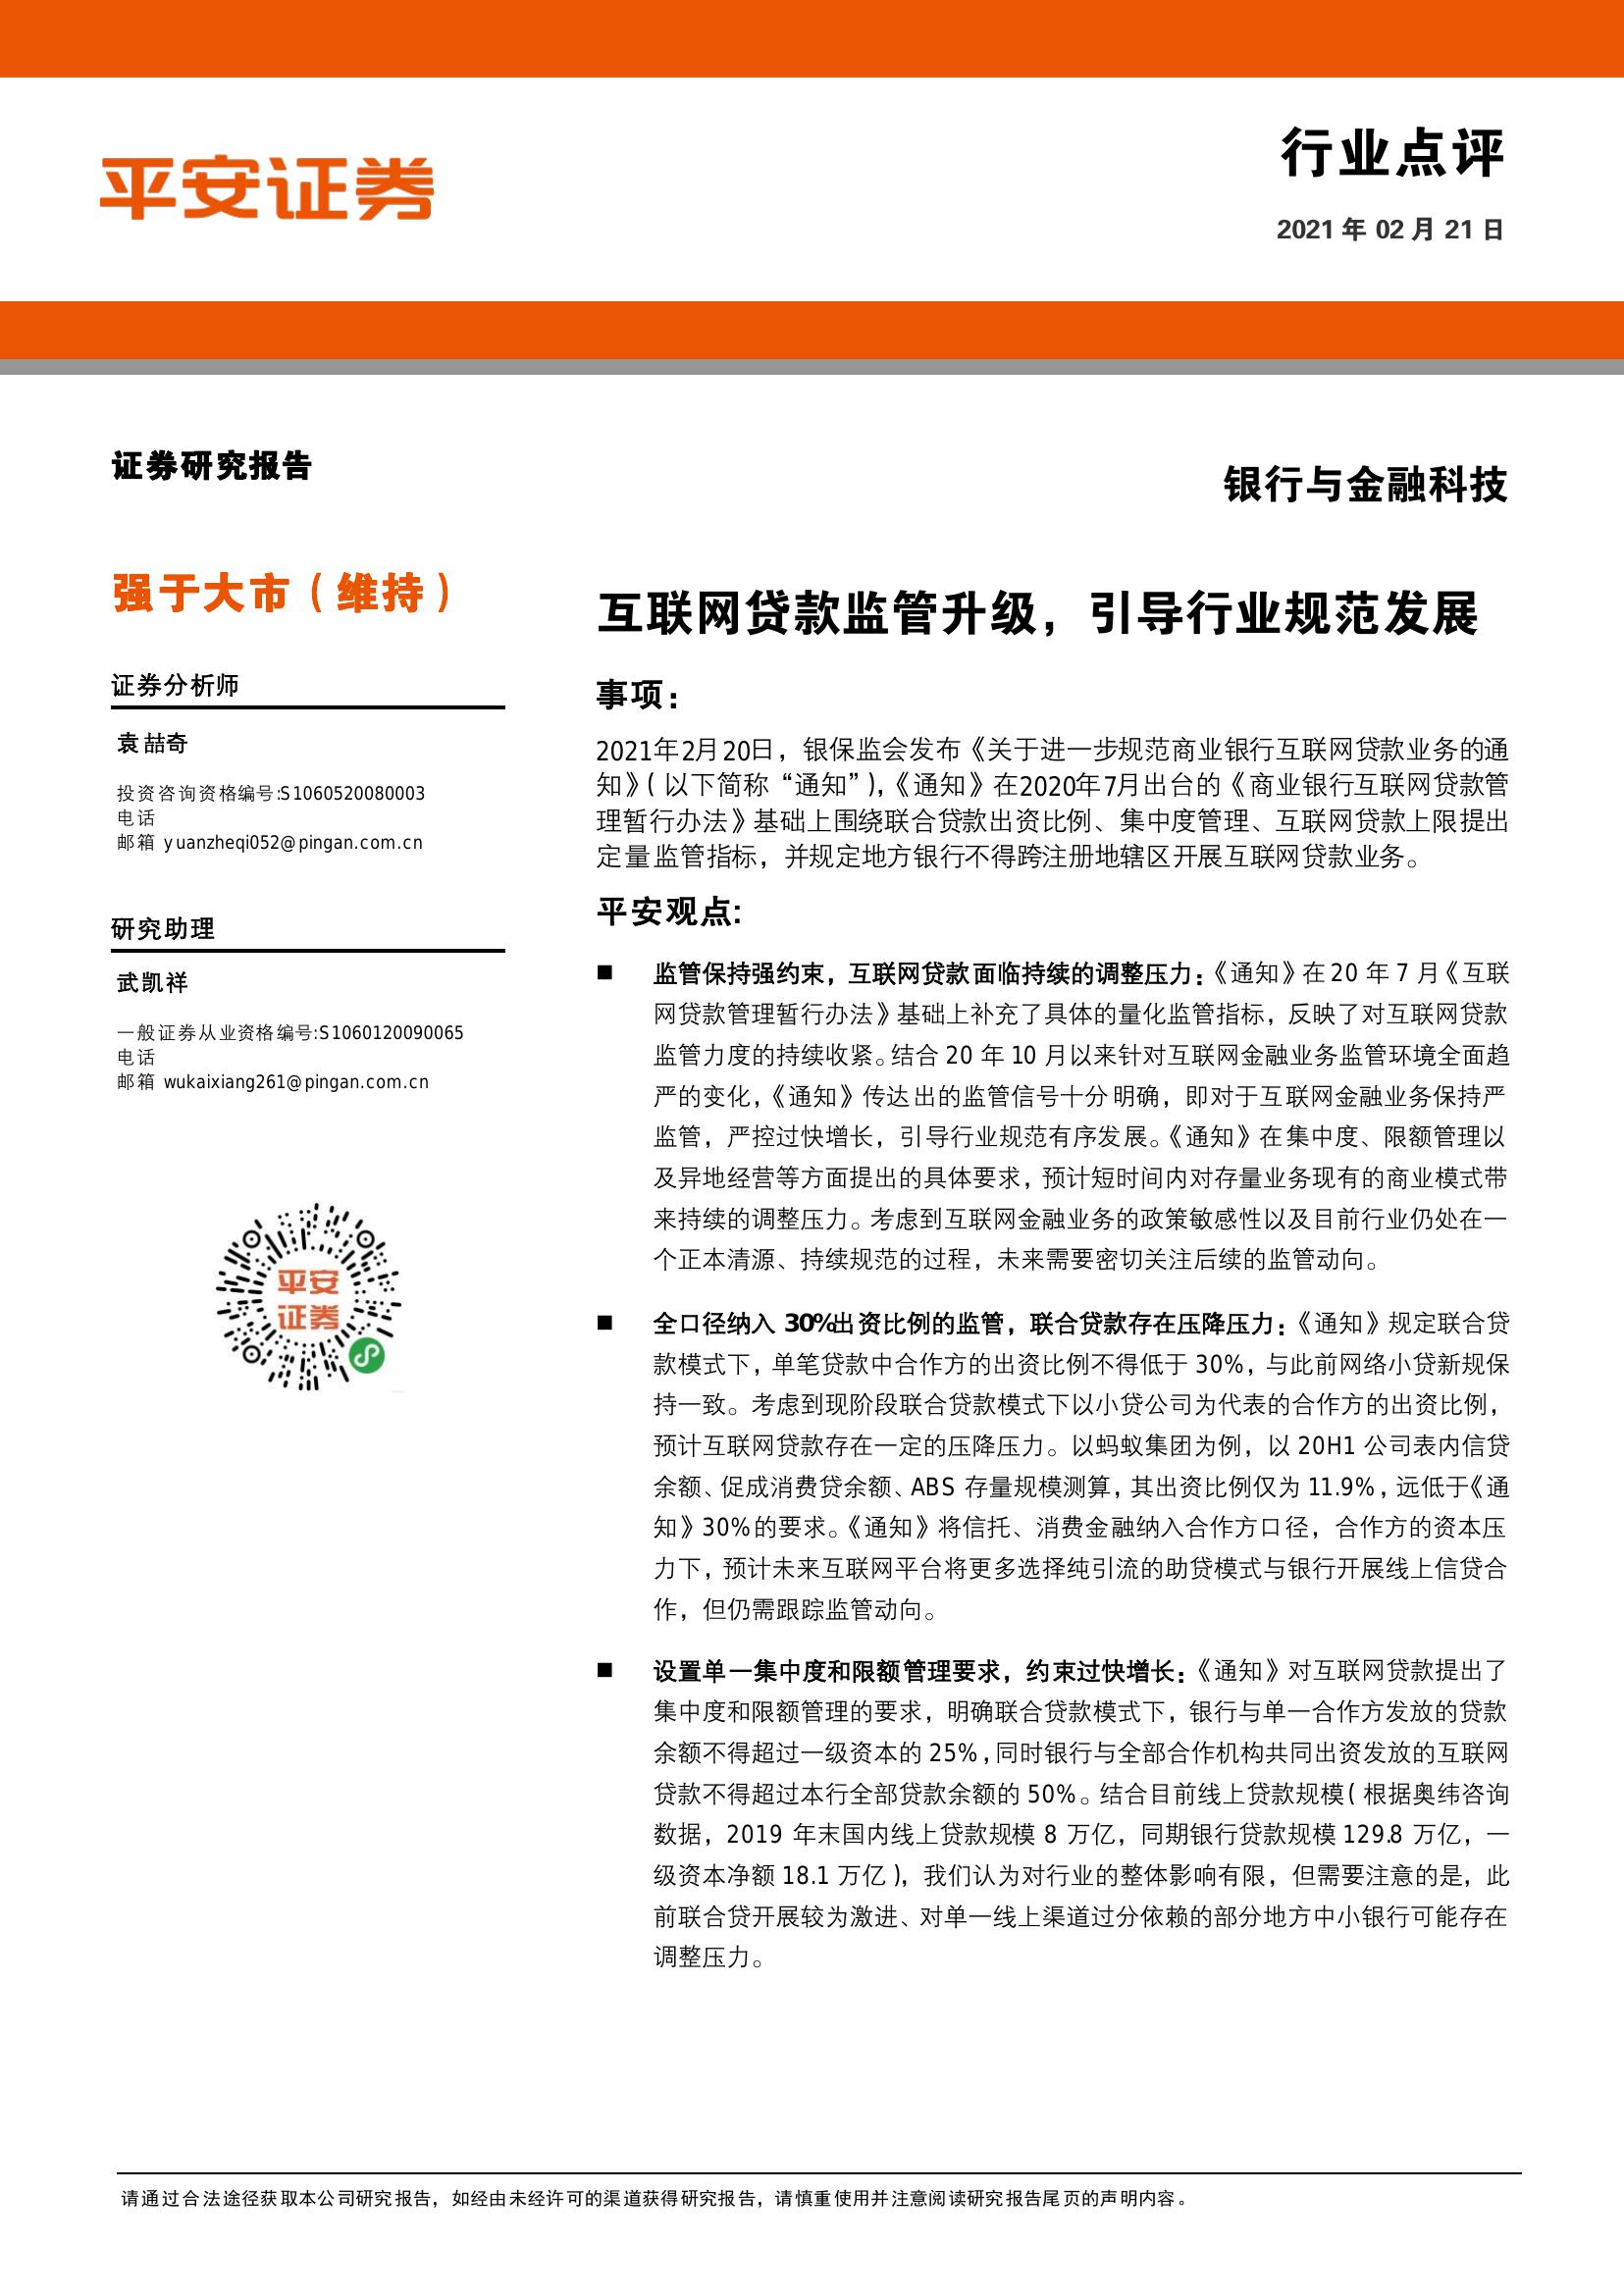 平安证券
行业点评
2021 年 02 月 21 日
证券研究报告
银行与金融科技
强于大市（维持）
证券分析师
袁喆奇
投资咨询资格编号:S1060520080003
电话
邮箱 yuanzheqi052@pingan.com.cn
研究助理
武凯祥
一般证券从业资格编号:S1060120090065
电话
邮箱 wukaixiang261@pingan.com.cn
平安
证券
互联网贷款监管升级，引导行业规范发展
事项：
2021年2月20日，银保监会发布《关于进一步规范商业银行互联网贷款业务的通
知》（以下简称“通知”），《通知》在2020年7月出台的《商业银行互联网贷款管
理暂行办法》基础上围绕联合贷款出资比例、集中度管理、互联网贷款上限提出
定量监管指标，并规定地方银行不得跨注册地辖区开展互联网贷款业务。
平安观点:
■ 监管保持强约束，互联网贷款面临持续的调整压力：《通知》在 20 年 7 月《互联
网贷款管理暂行办法》基础上补充了具体的量化监管指标，反映了对互联网贷款
监管力度的持续收紧。结合 20 年 10 月以来针对互联网金融业务监管环境全面趋
严的变化，《通知》传达出的监管信号十分明确，即对于互联网金融业务保持严
监管，严控过快增长，引导行业规范有序发展。《通知》在集中度、限额管理以
及异地经营等方面提出的具体要求，预计短时间内对存量业务现有的商业模式带
来持续的调整压力。考虑到互联网金融业务的政策敏感性以及目前行业仍处在一
个正本清源、持续规范的过程，未来需要密切关注后续的监管动向。
■ 全口径纳入 30%出资比例的监管，联合贷款存在压降压力：《通知》规定联合贷
款模式下，单笔贷款中合作方的出资比例不得低于 30%，与此前网络小贷新规保
持一致。考虑到现阶段联合贷款模式下以小贷公司为代表的合作方的出资比例，
预计互联网贷款存在一定的压降压力。以蚂蚁集团为例，以 20H1 公司表内信贷
余额、促成消费贷余额、ABS 存量规模测算，其出资比例仅为 11.9%，远低于《通
知》30%的要求。《通知》将信托、消费金融纳入合作方口径，合作方的资本压
力下，预计未来互联网平台将更多选择纯引流的助贷模式与银行开展线上信贷合
作，但仍需跟踪监管动向。
■ 设置单一集中度和限额管理要求，约束过快增长：《通知》对互联网贷款提出了
集中度和限额管理的要求，明确联合贷款模式下，银行与单一合作方发放的贷款
余额不得超过一级资本的 25%，同时银行与全部合作机构共同出资发放的互联网
贷款不得超过本行全部贷款余额的 50%。结合目前线上贷款规模（根据奥纬咨询
数据，2019 年末国内线上贷款规模 8 万亿，同期银行贷款规模 129.8 万亿，一
级资本净额 18.1 万亿），我们认为对行业的整体影响有限，但需要注意的是，此
前联合贷开展较为激进、对单一线上渠道过分依赖的部分地方中小银行可能存在
调整压力。
请通过合法途径获取本公司研究报告，如经由未经许可的渠道获得研究报告，请慎重使用并注意阅读研究报告尾页的声明内容。